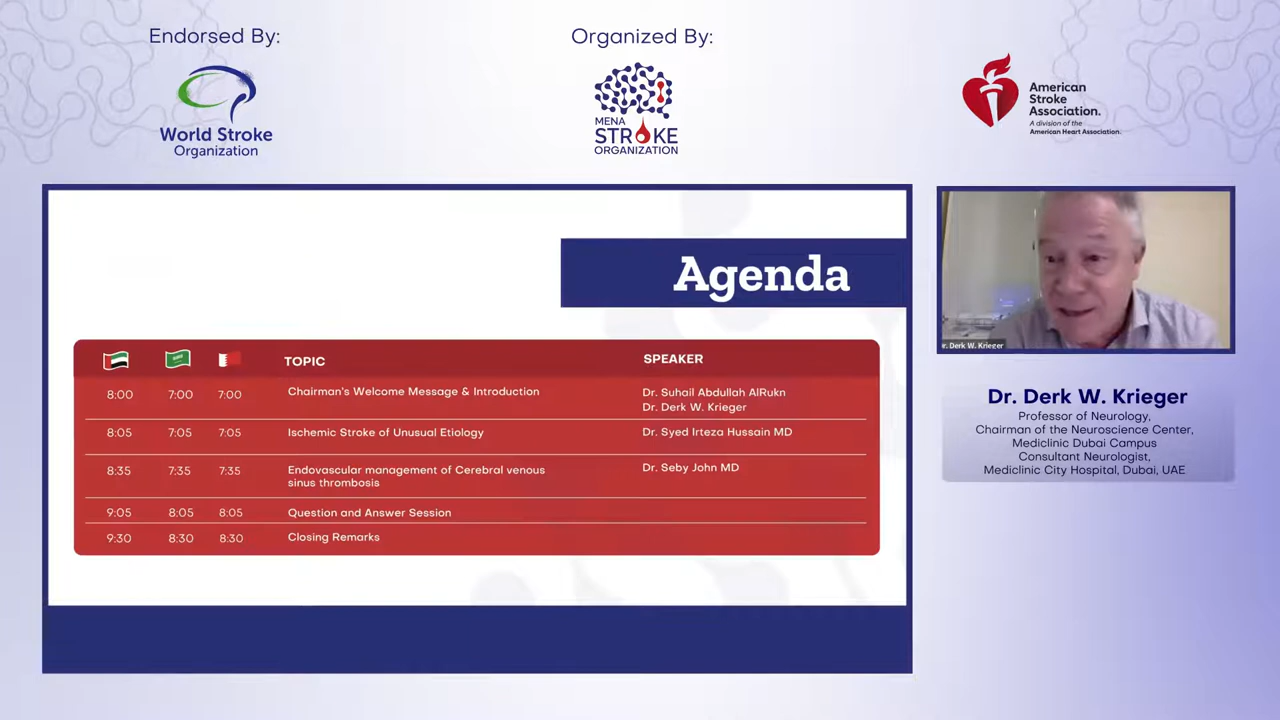 Endorsed By:
World Stroke
Organization
Organized By:
MENA
STROKE
ORGANIZATION
American
Stroke
Association.
A division of the
American Heart Association.
Agenda
TOPIC SPEAKER
8:00 7:00 7:00 Chairman's Welcome Message & Introduction Dr. Suhail Abdullah AlRukn
Dr. Derk W. Krieger
8:05 7:05 7:05 Ischemic Stroke of Unusual Etiology Dr. Syed Irteza Hussain MD
8:35 7:35 7:35 Endovascular management of Cerebral venous Dr. Seby John MD
sinus thrombosis
9:05 8:05 8:05 Question and Answer Session
9:30 8:30 8:30 Closing Remarks
r. Derk W. Krieger
Dr. Derk W. Krieger
Professor of Neurology,
Chairman of the Neuroscience Center,
Mediclinic Dubai Campus
Consultant Neurologist,
Mediclinic City Hospital, Dubai, UAE